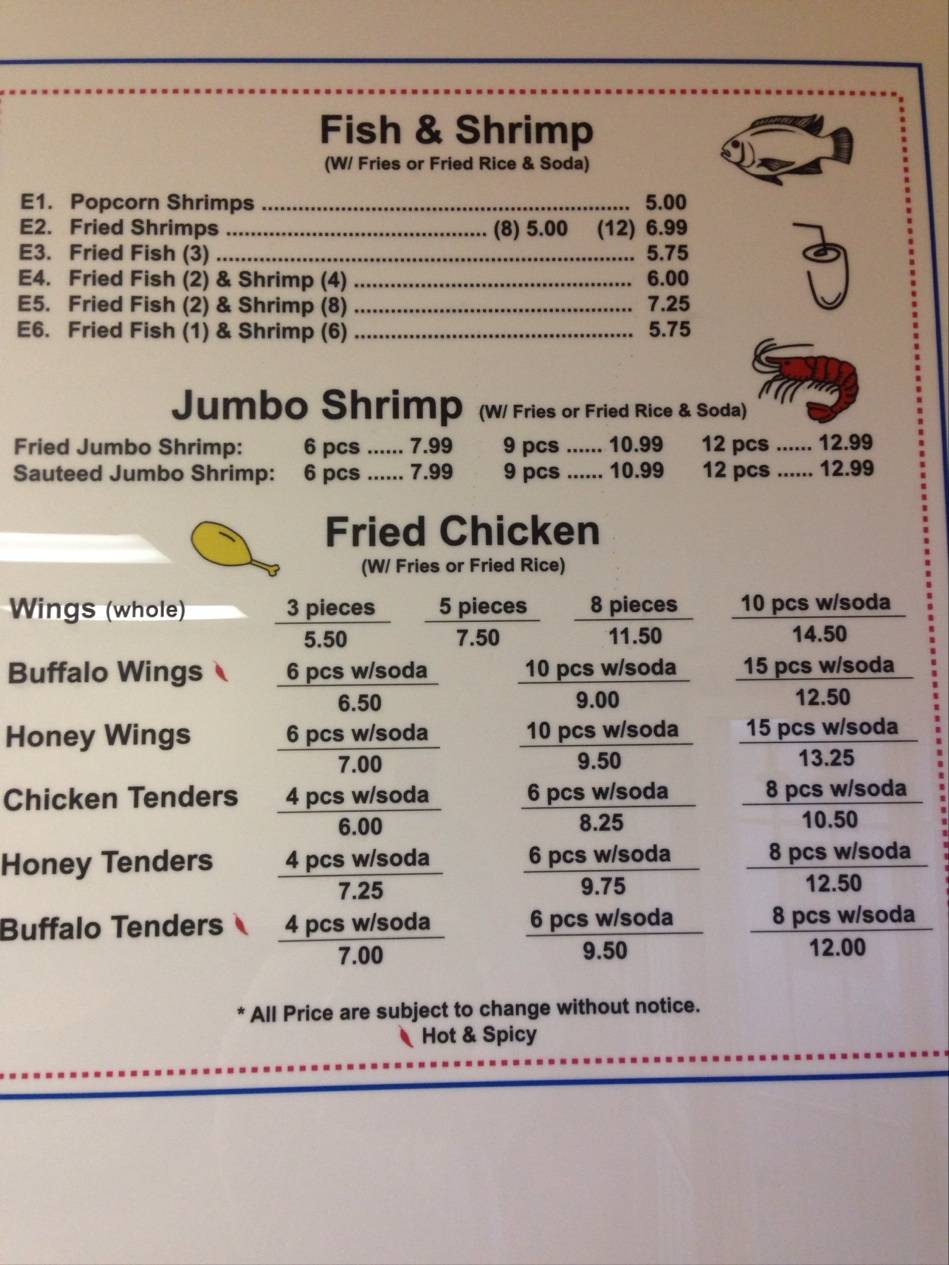 Fish & Shrimp
(W/ Fries or Fried Rice & Soda)
E1. Popcorn Shrimps ........................................................ 5.00
E2. Fried Shrimps ........................................ (8) 5.00 (12) 6.99
E3. Fried Fish (3) ................................................................ 5.75
E4. Fried Fish (2) & Shrimp (4) .......................................... 6.00
E5. Fried Fish (2) & Shrimp (8) .......................................... 7.25
E6. Fried Fish (1) & Shrimp (6) .......................................... 5.75
Jumbo Shrimp (W/ Fries or Fried Rice & Soda)
Fried Jumbo Shrimp: 6 pcs ...... 7.99 9 pcs ...... 10.99 12 pcs ...... 12.99
Sauteed Jumbo Shrimp: 6 pcs ...... 7.99 9 pcs ...... 10.99 12 pcs ...... 12.99
Fried Chicken
(W/ Fries or Fried Rice)
Wings (whole) 3 pieces 5 pieces 8 pieces 10 pcs w/soda
5.50 7.50 11.50 14.50
Buffalo Wings 6 pcs w/soda 10 pcs w/soda 15 pcs w/soda
6.50 9.00 12.50
Honey Wings 6 pcs w/soda 10 pcs w/soda 15 pcs w/soda
7.00 9.50 13.25
Chicken Tenders 4 pcs w/soda 6 pcs w/soda 8 pcs w/soda
6.00 8.25 10.50
Honey Tenders 4 pcs w/soda 6 pcs w/soda 8 pcs w/soda
7.25 9.75 12.50
Buffalo Tenders 4 pcs w/soda 6 pcs w/soda 8 pcs w/soda
7.00 9.50 12.00
* All Price are subject to change without notice.
Hot & Spicy